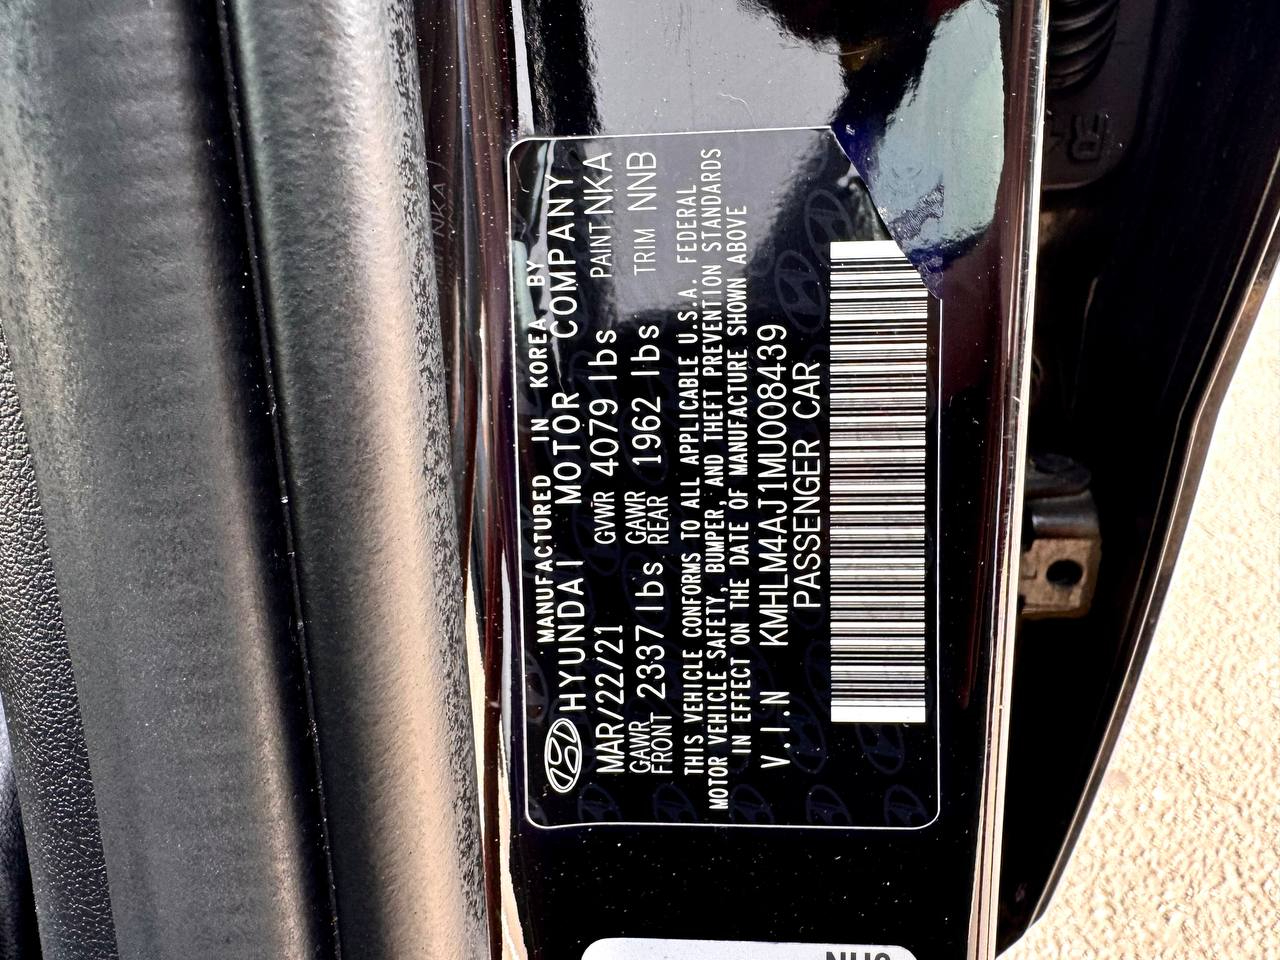 MANUFACTURED IN KOREA BY
HYUNDAI MOTOR COMPANY
MAR/22/21 GVWR 4079 lbs PAINT NKA
GAWR FRONT 2337 lbs GAWR REAR 1962 lbs TRIM NNB
THIS VEHICLE CONFORMS TO ALL APPLICABLE U.S.A. FEDERAL
MOTOR VEHICLE SAFETY, BUMPER, AND THEFT PREVENTION STANDARDS
IN EFFECT ON THE DATE OF MANUFACTURE SHOWN ABOVE
V.I.N KMHLM4AJ1MU008439
PASSENGER CAR